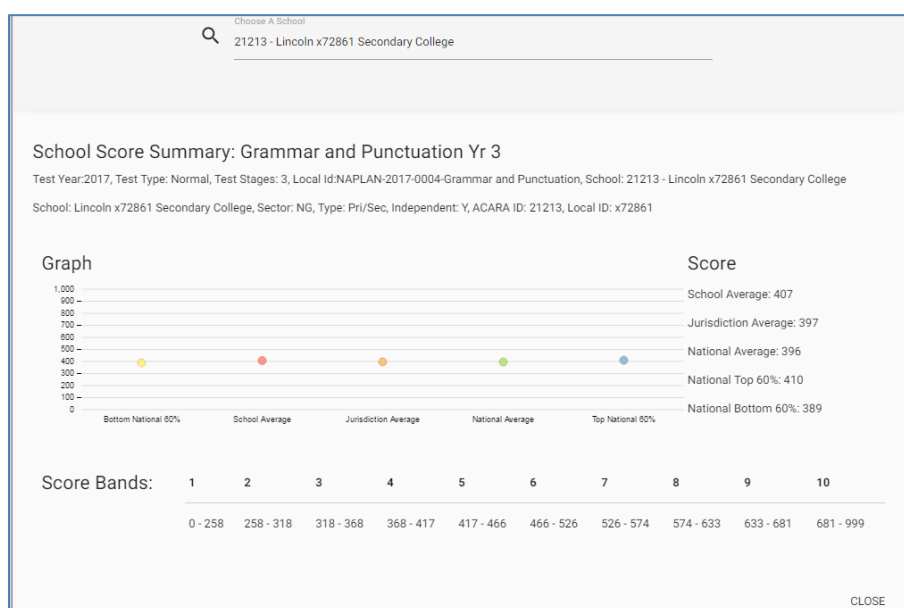 Choose A School
21213 - Lincoln x72861 Secondary College
School Score Summary: Grammar and Punctuation Yr 3
Test Year:2017, Test Type: Normal, Test Stages: 3, Local Id:NAPLAN-2017-0004-Grammar and Punctuation, School: 21213 - Lincoln x72861 Secondary College
School: Lincoln x72861 Secondary College, Sector: NG, Type: Pri/Sec, Independent: Y, ACARA ID: 21213, Local ID: x72861
Graph
1,000
900
800
700
600
500
400
300
200
100
0
Bottom National 60% School Average Jurisdiction Average National Average Top National 60%
Score
School Average: 407
Jurisdiction Average: 397
National Average: 396
National Top 60%: 410
National Bottom 60%: 389
Score Bands: 1 2 3 4 5 6 7 8 9 10
0 - 258 258 - 318 318 - 368 368 - 417 417 - 466 466 - 526 526 - 574 574 - 633 633 - 681 681 - 999
CLOSE